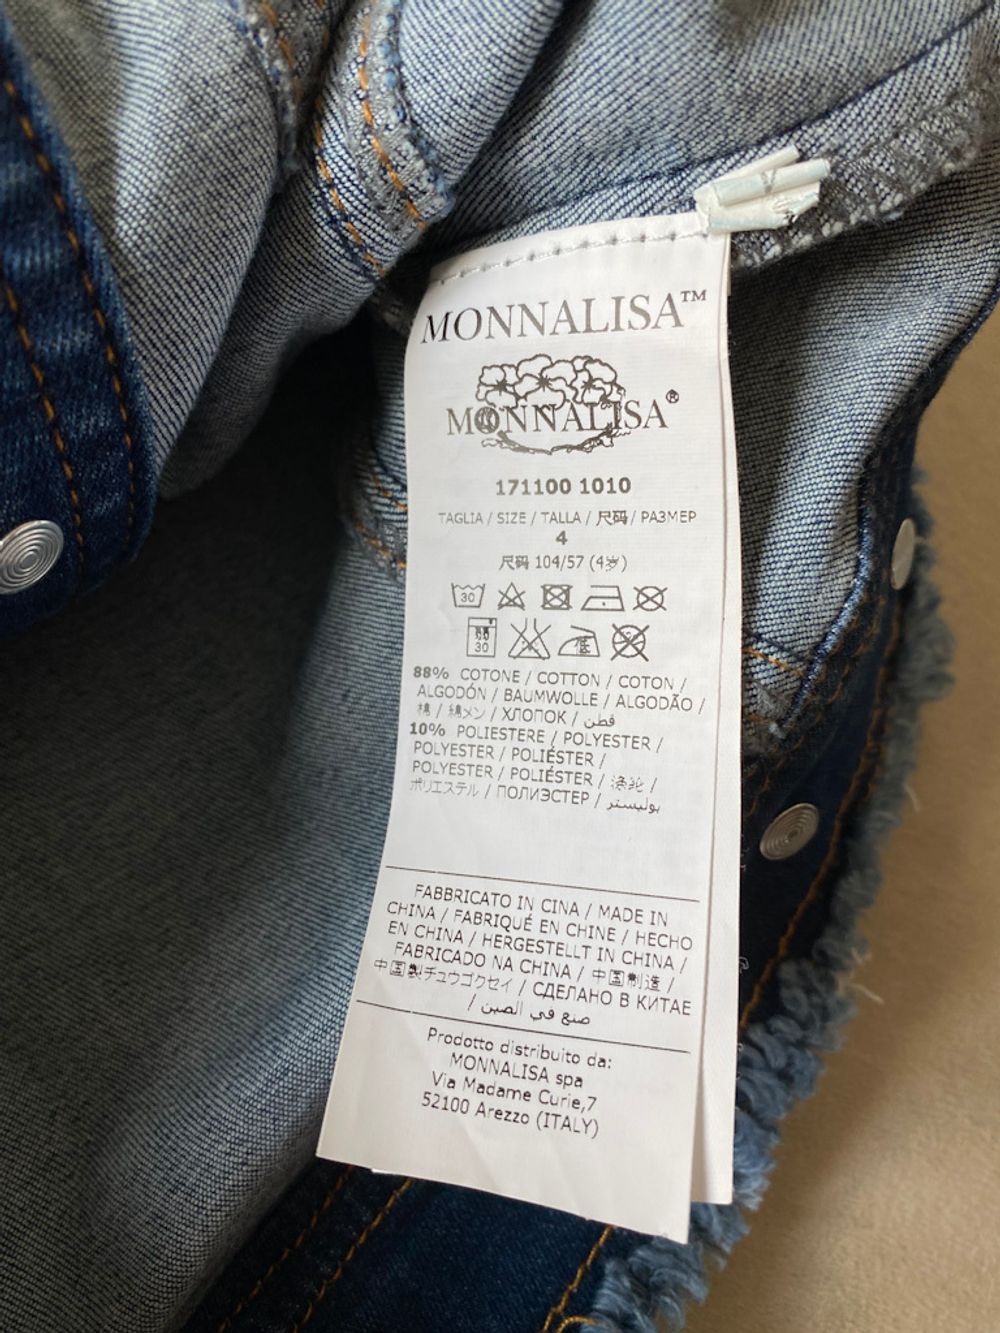 MONNALISA™
MONNALISA®
171100 1010
TAGLIA / SIZE / TALLA / 尺码 / РАЗМЕР
4
尺码 104/57 (4岁)
30
30
88% COTONE / COTTON / COTON /
ALGODÓN / BAUMWOLLE / ALGODÃO /
棉 / 綿メン / ХЛОПОК / قطن
10% POLIESTERE / POLYESTER /
POLYESTER / POLIÉSTER /
POLYESTER / POLIÉSTER / 涤纶 /
ポリエステル / ПОЛИЭСТЕР / بوليستر
FABBRICATO IN CINA / MADE IN
CHINA / FABRIQUÉ EN CHINE / HECHO
EN CHINA / HERGESTELLT IN CHINA /
FABRICADO NA CHINA / 中国制造 /
中国製チュウゴクセイ / СДЕЛАНО В КИТАЕ
/ صنع في الصين
Prodotto distribuito da:
MONNALISA spa
Via Madame Curie,7
52100 Arezzo (ITALY)